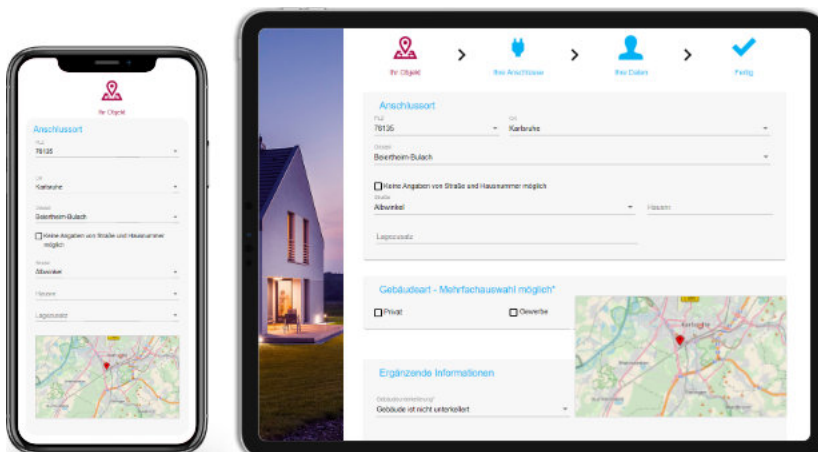 Ihr Objekt
Anschlussort
PLZ
76135
Ort
Karlsruhe
Ortsteil
Beiertheim-Bulach
Keine Angaben von Straße und Hausnummer
möglich
Straße
Albwinkel
Hausnr.
Lagezusatz
Ihr Objekt
Ihre Anschlüsse
Ihre Daten
Fertig
Anschlussort
PLZ
Ort
76135
Karlsruhe
Ortsteil
Beiertheim-Bulach
Keine Angaben von Straße und Hausnummer möglich
Straße
Albwinkel
Hausnr.
Lagezusatz
Gebäudeart - Mehrfachauswahl möglich*
Privat
Gewerbe
Karlsruhe
Ergänzende Informationen
Gebäude ist nicht unterkellert